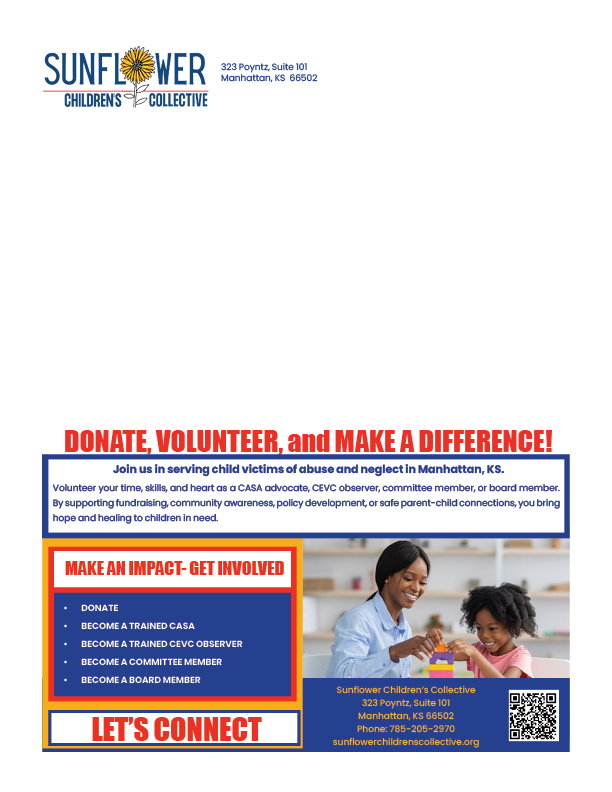 SUNFLOWER
CHILDREN'S COLLECTIVE
323 Poyntz, Suite 101
Manhattan, KS 66502
DONATE, VOLUNTEER, and MAKE A DIFFERENCE!
Join us in serving child victims of abuse and neglect in Manhattan, KS.
Volunteer your time, skills, and heart as a CASA advocate, CEVC observer, committee member, or board member.
By supporting fundraising, community awareness, policy development, or safe parent-child connections, you bring
hope and healing to children in need.
MAKE AN IMPACT- GET INVOLVED
• DONATE
• BECOME A TRAINED CASA
• BECOME A TRAINED CEVC OBSERVER
• BECOME A COMMITTEE MEMBER
• BECOME A BOARD MEMBER
LET'S CONNECT
Sunflower Children's Collective
323 Poyntz, Suite 101
Manhattan, KS 66502
Phone: 785-205-2970
sunflowerchildrenscollective.org